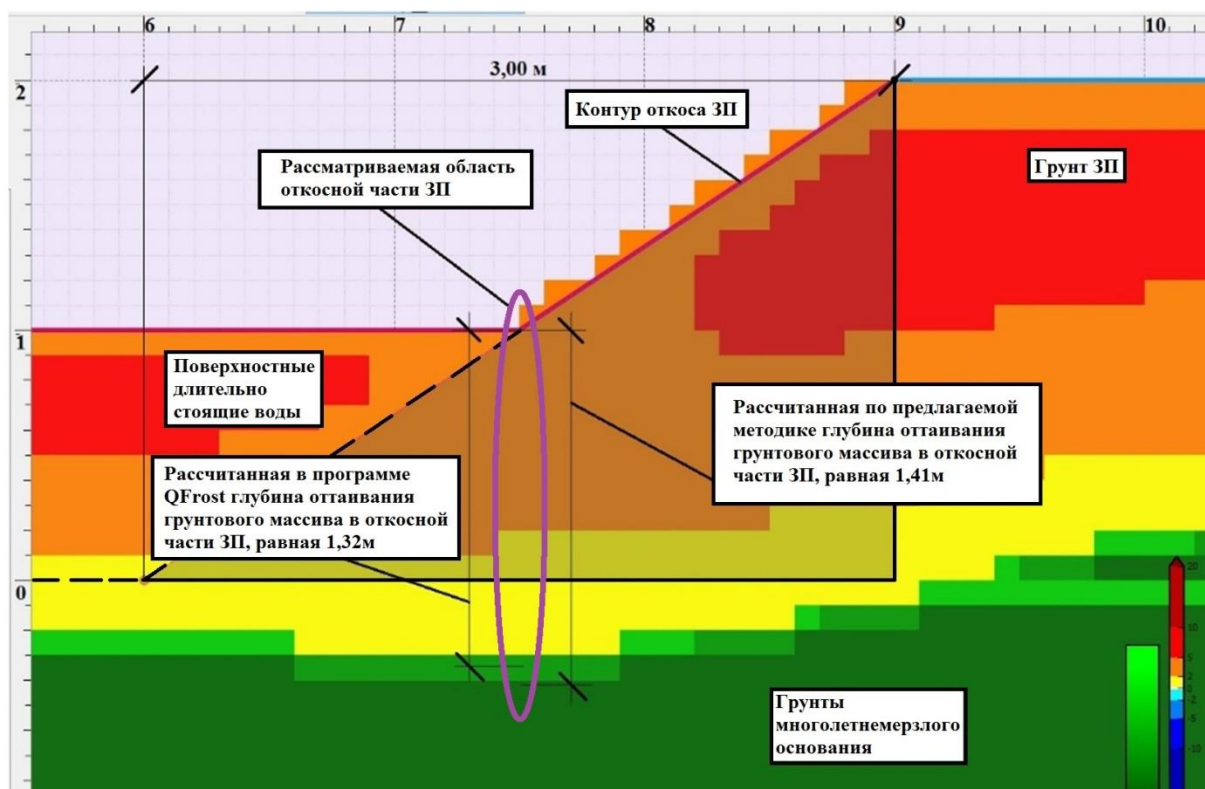 6 7 8 9 10
3,00 м
2
Контур откоса ЗП
Рассматриваемая область
откосной части ЗП
Грунт ЗП
1
Поверхностные
длительно
стоящие воды
Рассчитанная по предлагаемой
методике глубина оттаивания
грунтового массива в откосной
части ЗП, равная 1,41м
Рассчитанная в программе
QFrost глубина оттаивания
грунтового массива в откосной
части ЗП, равная 1,32м
0
Грунты
многолетнемерзлого
основания
20
10
5
2
0
-2
-5
-10